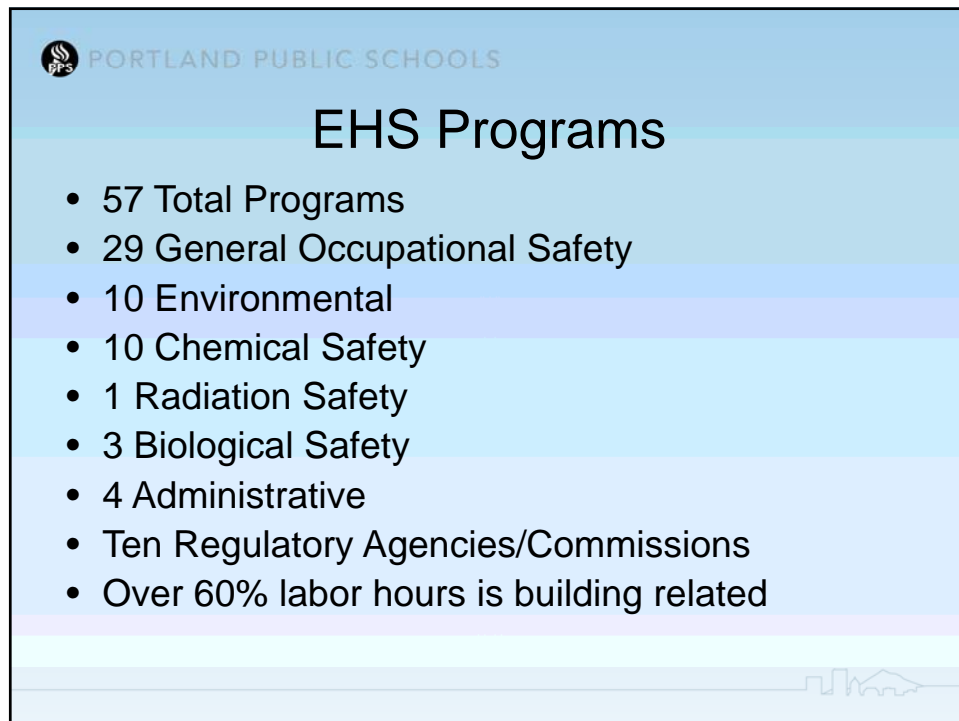 PPS PORTLAND PUBLIC SCHOOLS
EHS Programs
• 57 Total Programs
• 29 General Occupational Safety
• 10 Environmental
• 10 Chemical Safety
• 1 Radiation Safety
• 3 Biological Safety
• 4 Administrative
• Ten Regulatory Agencies/Commissions
• Over 60% labor hours is building related